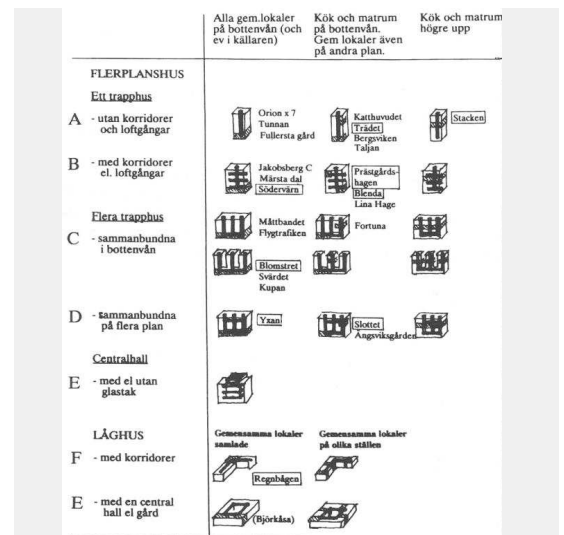 Alla gem.lokaler
på bottenvån (och
ev i källaren)
Kök och matrum
på bottenvån.
Gem lokaler även
på andra plan.
Kök och matrum
högre upp
FLERPLANSHUS
Ett trapphus
A - utan korridorer
och loftgångar
Orion x 7
Tunnan
Fullersta gård
Katthuvudet
Trädet
Bergsviken
Taljan
Stacken
B - med korridorer
el. loftgångar
Jakobsberg C
Märsta dal
Södervärn
Prästgårds-
hagen
Blenda
Lina Hage
Flera trapphus
C - sammanbundna
i bottenvån
Måttbandet
Flygtrafiken
Fortuna
Blomstret
Svärdet
Kupan
D - sammanbundna
på flera plan
Yxan
Slottet
Ängsviksgården
Centralhall
E - med el utan
glastak
LÅGHUS
Gemensamma lokaler
samlade
Gemensamma lokaler
på olika ställen
F - med korridorer
Regnbågen
E - med en central
hall el gård
(Björkåsa)